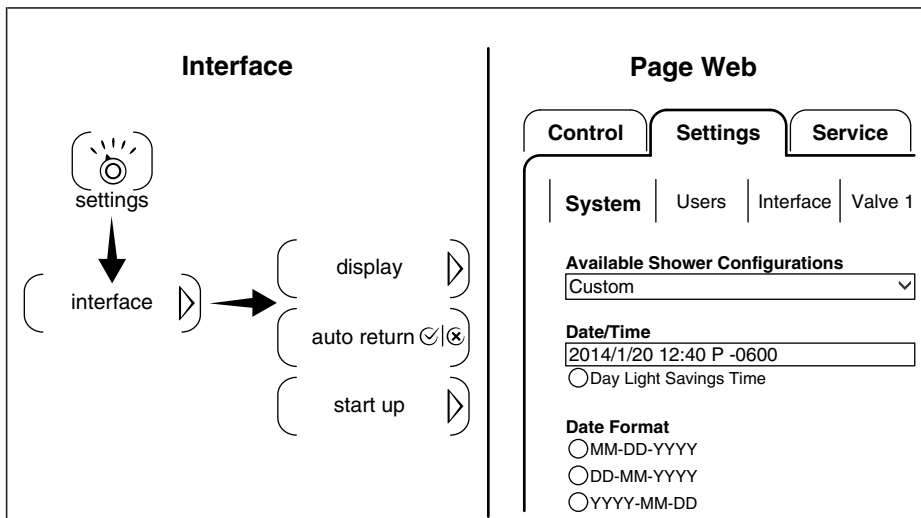 Interface
settings
interface
display
auto return
start up
Page Web
Control Settings Service
System Users Interface Valve 1
Available Shower Configurations
Custom
Date/Time
2014/1/20 12:40 P -0600
Day Light Savings Time
Date Format
MM-DD-YYYY
DD-MM-YYYY
YYYY-MM-DD